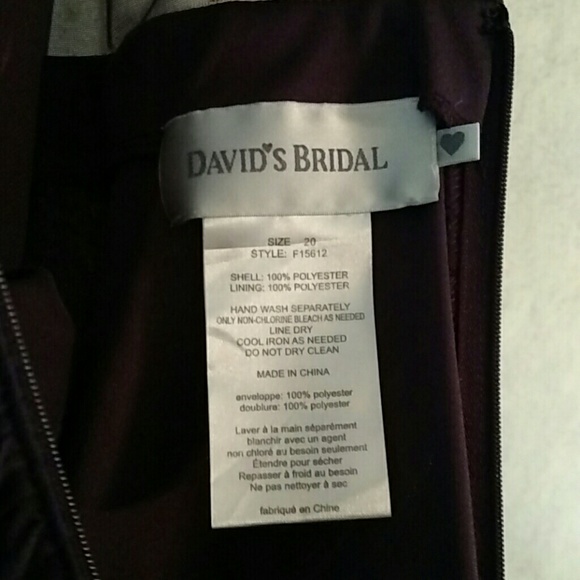 DAVID'S BRIDAL
SIZE 20
STYLE: F15612
SHELL: 100% POLYESTER
LINING: 100% POLYESTER
HAND WASH SEPARATELY
ONLY NON-CHLORINE BLEACH AS NEEDED
LINE DRY
COOL IRON AS NEEDED
DO NOT DRY CLEAN
MADE IN CHINA
enveloppe: 100% polyester
doublure: 100% polyester
Laver à la main séparément
blanchir avec un agent
non chloré au besoin seulement
Étendre pour sécher
Repasser à froid au besoin
Ne pas nettoyer à sec
fabriqué en Chine